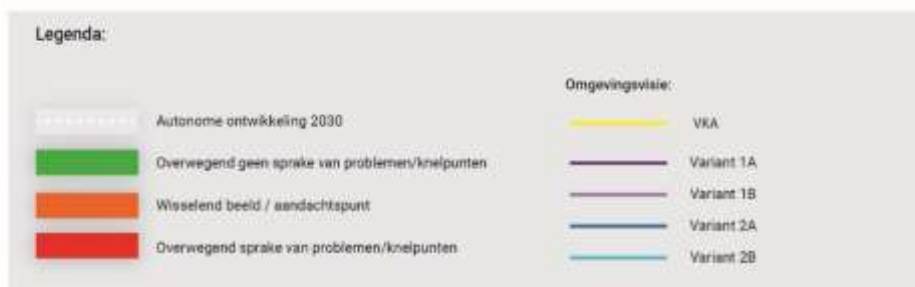 Legenda:
Autonome ontwikkeling 2030
Overwegend geen sprake van problemen/knelpunten
Wisselend beeld / aandachtspunt
Overwegend sprake van problemen/knelpunten
Omgevingsvisie:
VKA
Variant 1A
Variant 1B
Variant 2A
Variant 2B